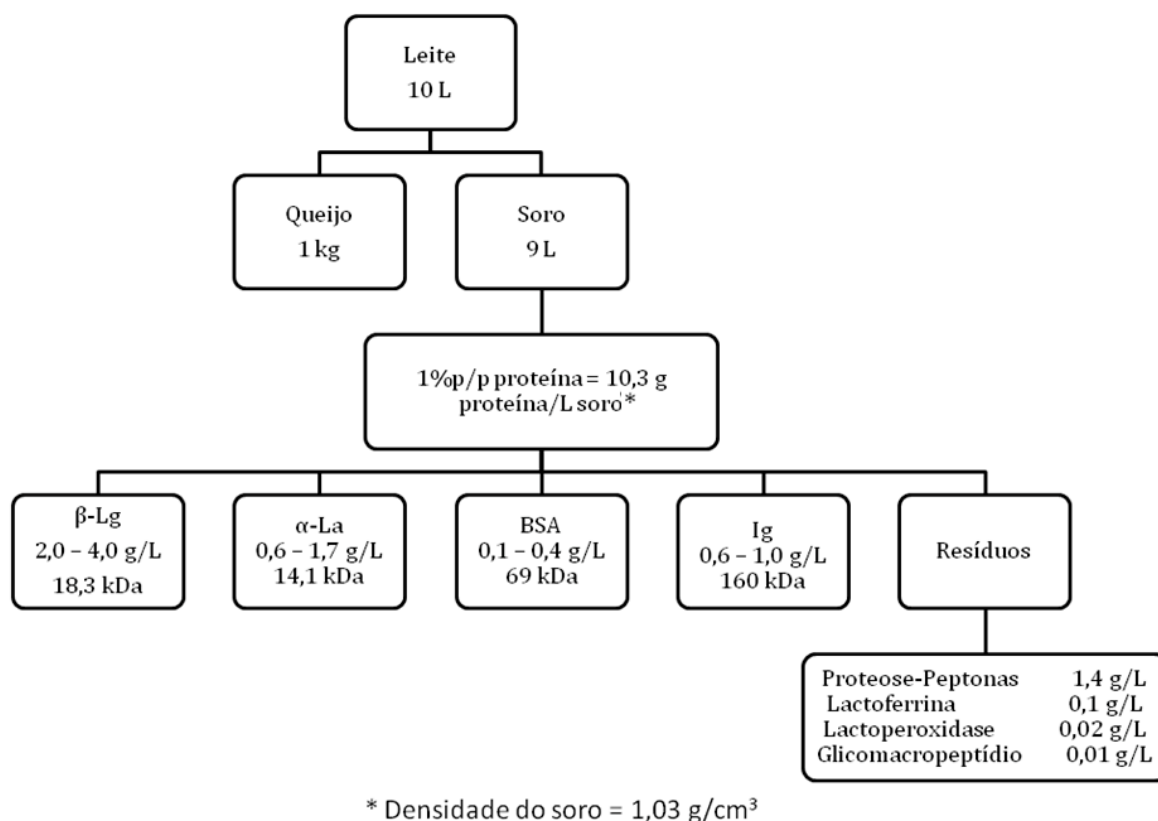 Leite
10 L
Queijo
1 kg
Soro
9 L
1%p/p proteína = 10,3 g
proteína/L soro*
β-Lg
2,0 – 4,0 g/L
18,3 kDa
α-La
0,6 – 1,7 g/L
14,1 kDa
BSA
0,1 – 0,4 g/L
69 kDa
Ig
0,6 – 1,0 g/L
160 kDa
Resíduos
Proteose-Peptonas 1,4 g/L
Lactoferrina 0,1 g/L
Lactoperoxidase 0,02 g/L
Glicomacropeptídio 0,01 g/L
* Densidade do soro = 1,03 g/cm³